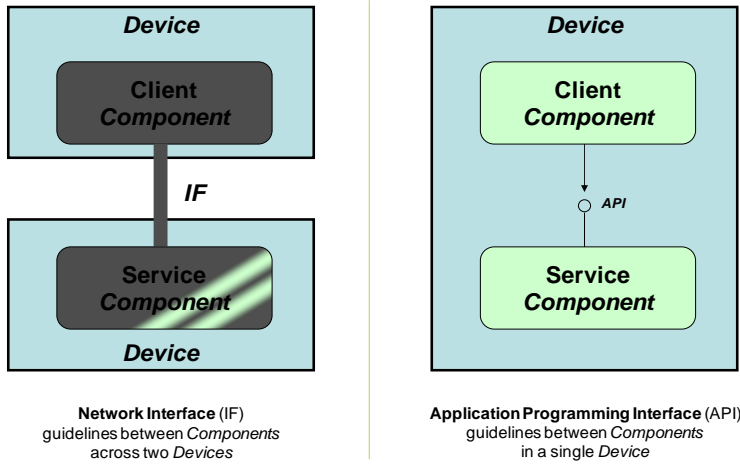 Device
Client
Component
IF
Service
Component
Device
Network Interface (IF)
guidelines between Components
across two Devices
Device
Client
Component
API
Service
Component
Application Programming Interface (API)
guidelines between Components
in a single Device